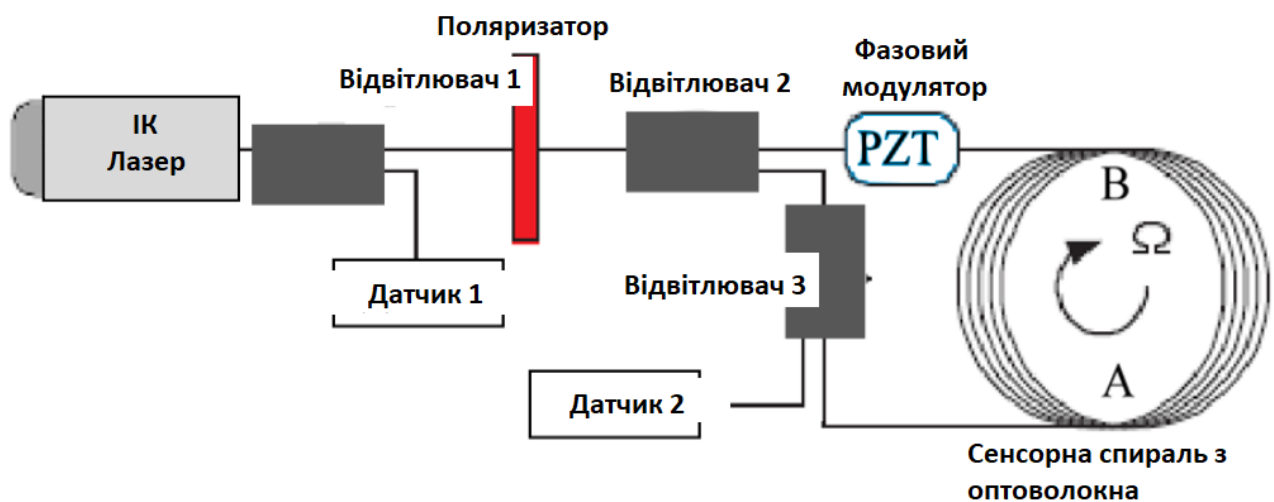 Поляризатор
Відвітлювач 1
Відвітлювач 2
Фазовий
модулятор
ІК
Лазер
PZT
B
Ω
A
Датчик 1
Відвітлювач 3
Датчик 2
Сенсорна спираль з
оптоволокна